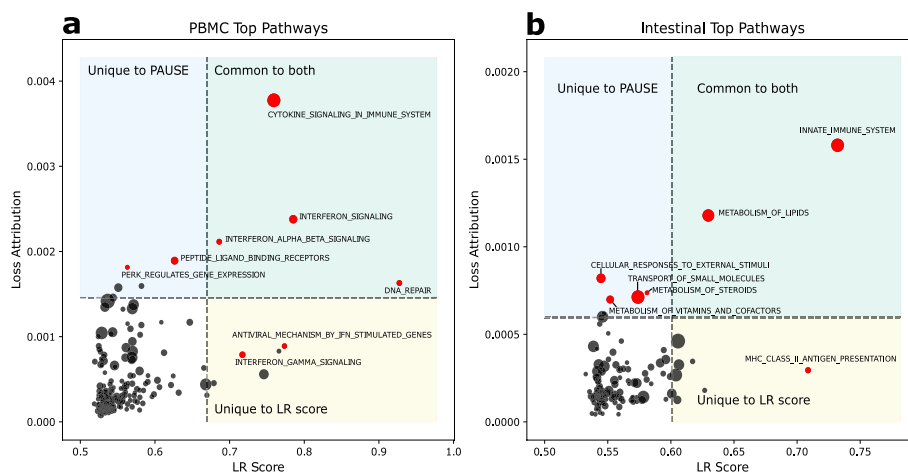 a
PBMC Top Pathways
Unique to PAUSE
Common to both
CYTOKINE_SIGNALING_IN_IMMUNE_SYSTEM
INTERFERON_SIGNALING
INTERFERON_ALPHA_BETA_SIGNALING
PEPTIDE_LIGAND_BINDING_RECEPTORS
PERK_REGULATES_GENE_EXPRESSION
DNA_REPAIR
ANTIVIRAL_MECHANISM_BY_IFN_STIMULATED_GENES
INTERFERON_GAMMA_SIGNALING
Unique to LR score
Loss Attribution
0.004
0.003
0.002
0.001
0.000
0.5 0.6 0.7 0.8 0.9 1.0
LR Score
b
Intestinal Top Pathways
Unique to PAUSE
Common to both
INNATE_IMMUNE_SYSTEM
METABOLISM_OF_LIPIDS
CELLULAR_RESPONSES_TO_EXTERNAL_STIMULI
TRANSPORT_OF_SMALL_MOLECULES
METABOLISM_OF_STEROIDS
METABOLISM_OF_VITAMINS_AND_COFACTORS
MHC_CLASS_II_ANTIGEN_PRESENTATION
Unique to LR score
Loss Attribution
0.0020
0.0015
0.0010
0.0005
0.0000
0.50 0.55 0.60 0.65 0.70 0.75
LR Score